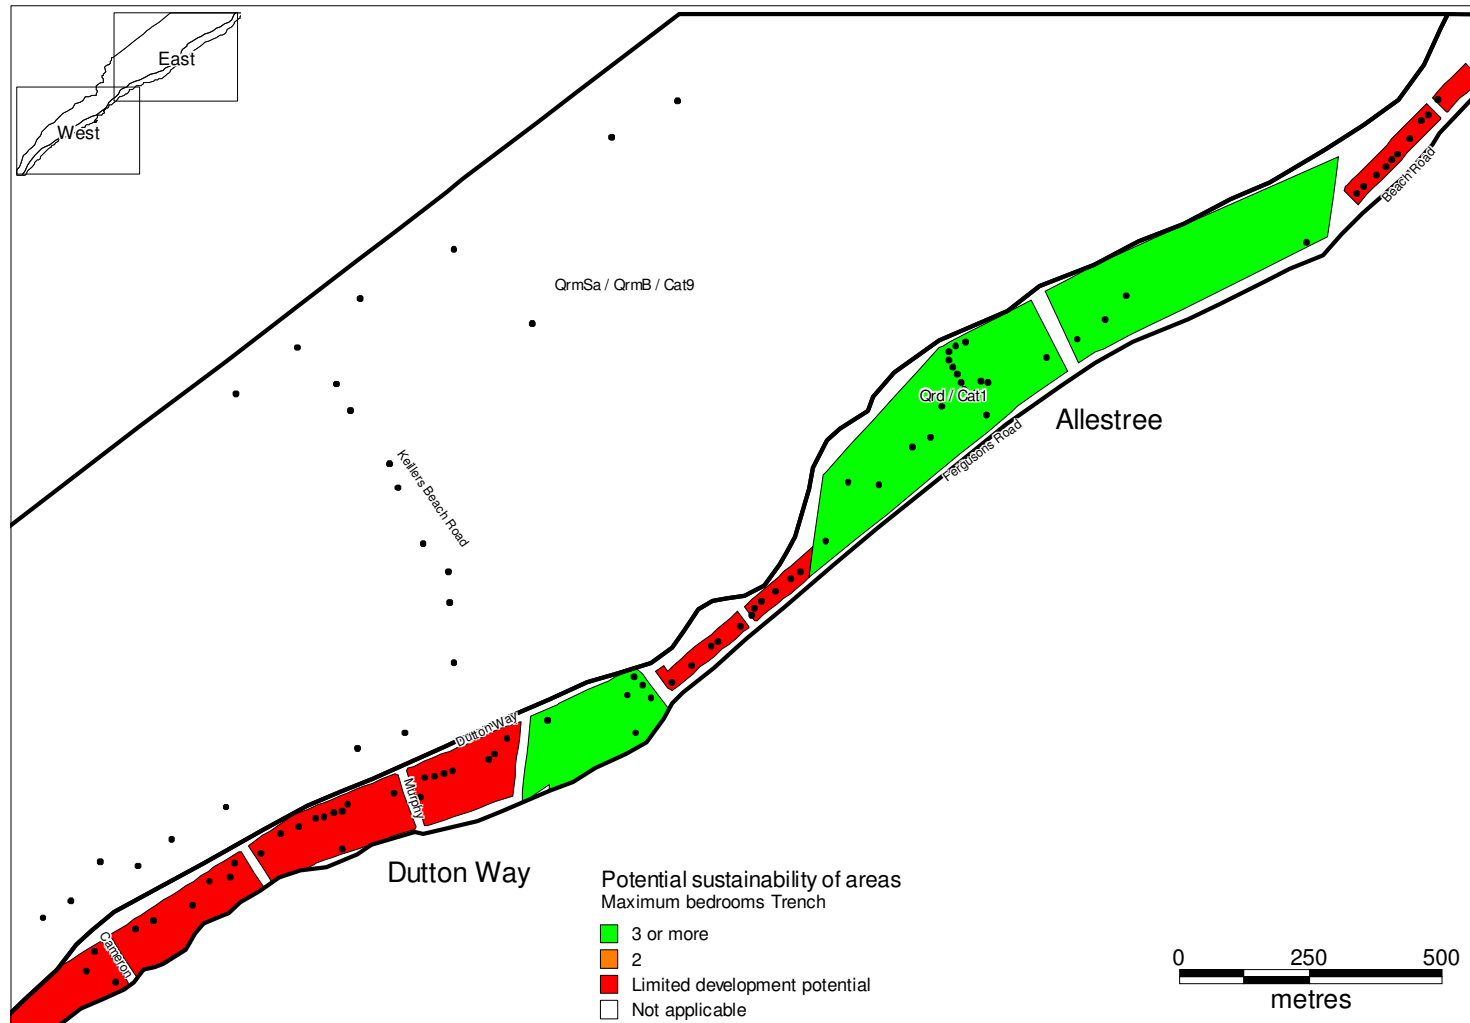 East
West
QrmSa / QrmB / Cat9
Beach Road
Qrd / Cat1
Allestree
Fergusons Road
Keillers Beach Road
Dutton Way
Murphy
Dutton Way
Cameron
Potential sustainability of areas
Maximum bedrooms Trench
3 or more
2
Limited development potential
Not applicable
0 250 500
metres